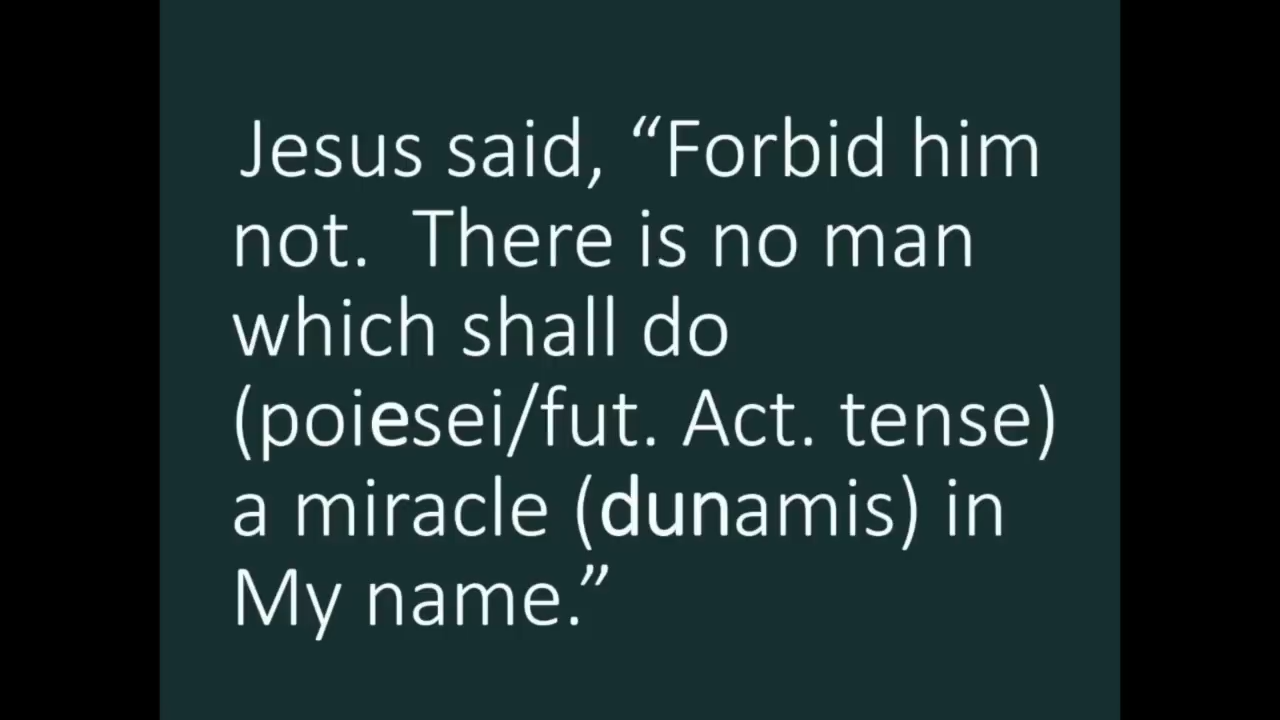 Jesus said, “Forbid him
not.  There is no man
which shall do
(poiesei/fut. Act. tense)
a miracle (dunamis) in
My name.”